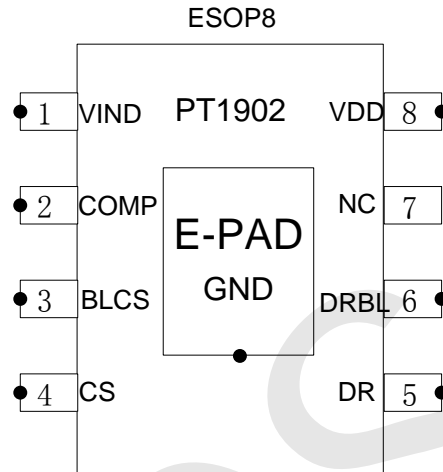 ESOP8
1 VIND PT1902 VDD 8
2 COMP NC 7
E-PAD
3 BLCS GND DRBL 6
4 CS DR 5